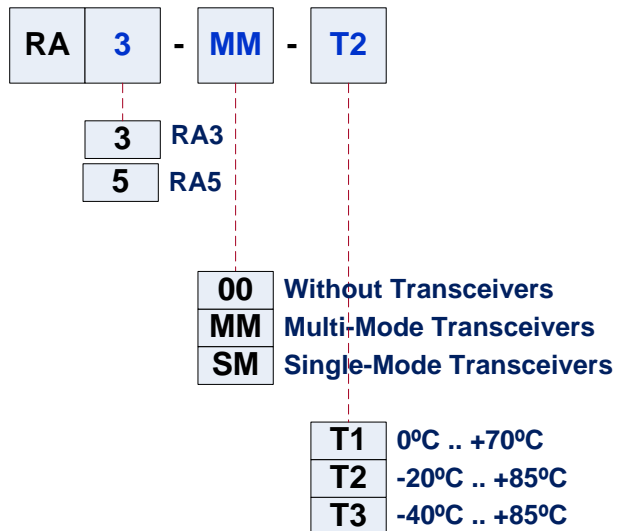 RA 3 - MM - T2
3 RA3
5 RA5
00 Without Transceivers
MM Multi-Mode Transceivers
SM Single-Mode Transceivers
T1 0ºC .. +70ºC
T2 -20ºC .. +85ºC
T3 -40ºC .. +85ºC